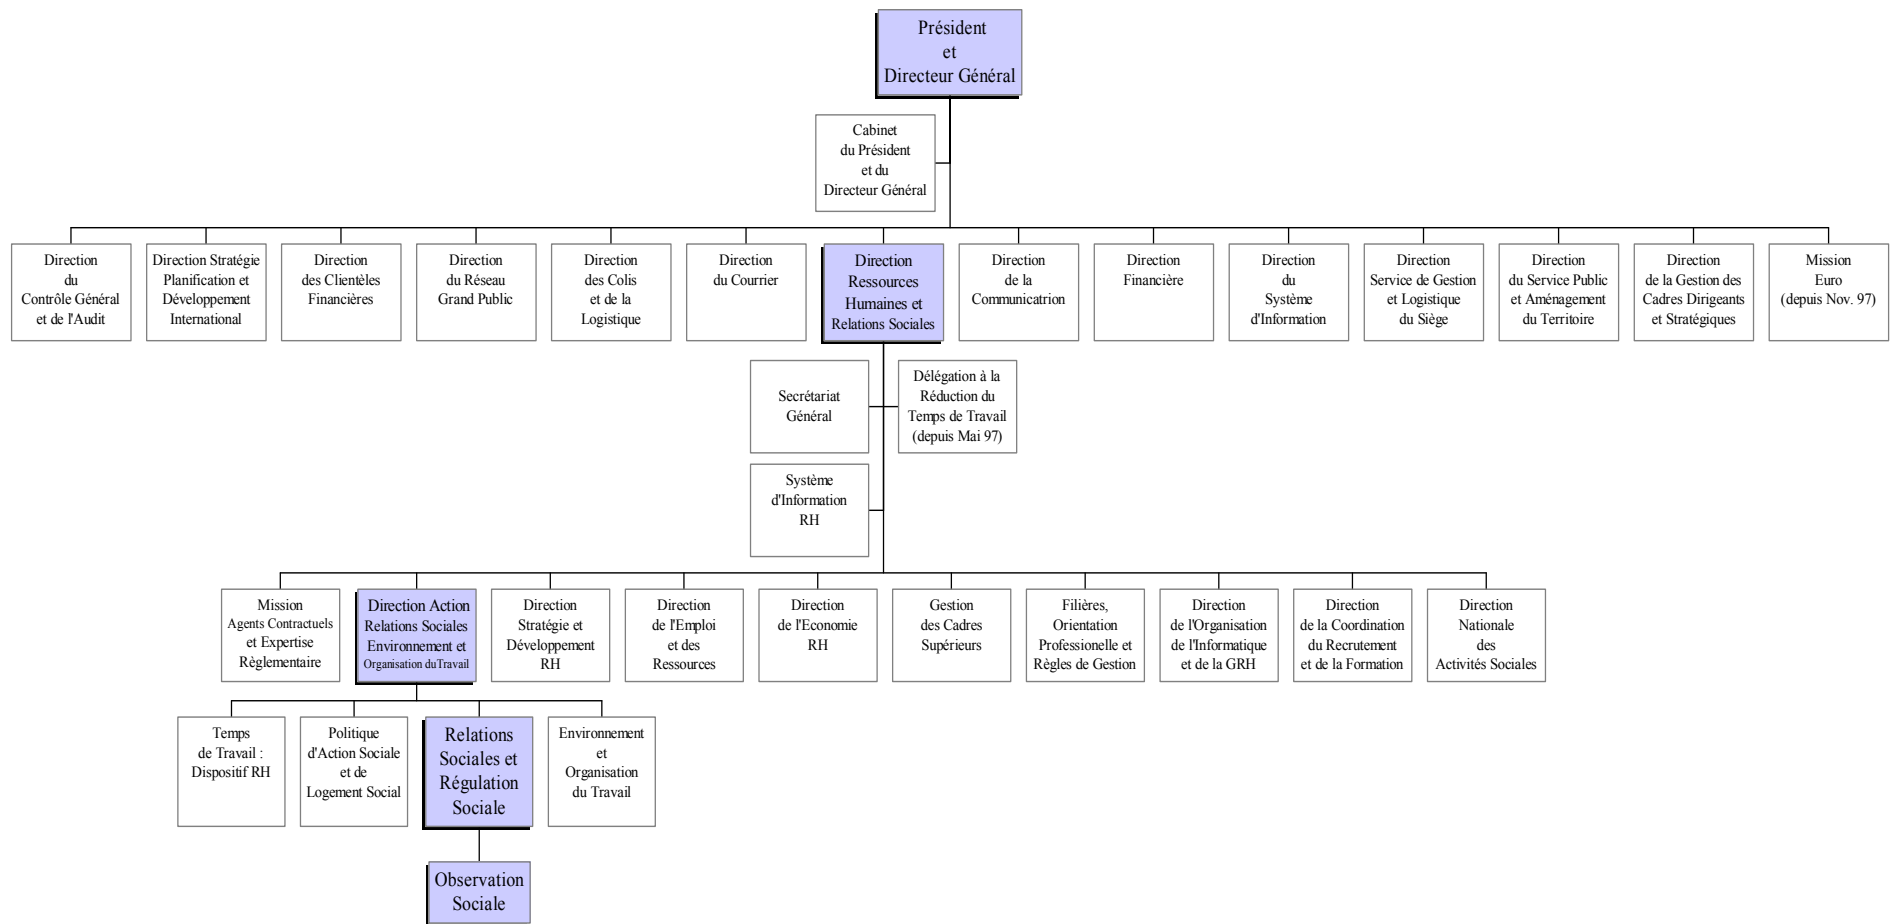 Président
et
Directeur Général
Cabinet
du Président
et du
Directeur Général
Direction
du
Contrôle Général
et de l'Audit
Direction Stratégie
Planification et
Développement
International
Direction
des Clientèles
Financières
Direction
du Réseau
Grand Public
Direction
des Colis
et de la
Logistique
Direction
du Courrier
Direction
Ressources
Humaines et
Relations Sociales
Direction
de la
Communicatrion
Direction
Financière
Direction
du
Système
d'Information
Direction
Service de Gestion
et Logistique
du Siège
Direction
du Service Public
et Aménagement
du Territoire
Direction
de la Gestion des
Cadres Dirigeants
et Stratégiques
Mission
Euro
(depuis Nov. 97)
Secrétariat
Général
Délégation à la
Réduction du
Temps de Travail
(depuis Mai 97)
Système
d'Information
RH
Mission
Agents Contractuels
et Expertise
Règlementaire
Direction Action
Relations Sociales
Environnement et
Organisation duTravail
Direction
Stratégie et
Développement
RH
Direction
de l'Emploi
et des
Ressources
Direction
de l'Economie
RH
Gestion
des Cadres
Supérieurs
Filières,
Orientation
Professionelle et
Règles de Gestion
Direction
de l'Organisation
de l'Informatique
et de la GRH
Direction
de la Coordination
du Recrutement
et de la Formation
Direction
Nationale
des
Activités Sociales
Temps
de Travail :
Dispositif RH
Politique
d'Action Sociale
et de
Logement Social
Relations
Sociales et
Régulation
Sociale
Environnement
et
Organisation
du Travail
Observation
Sociale